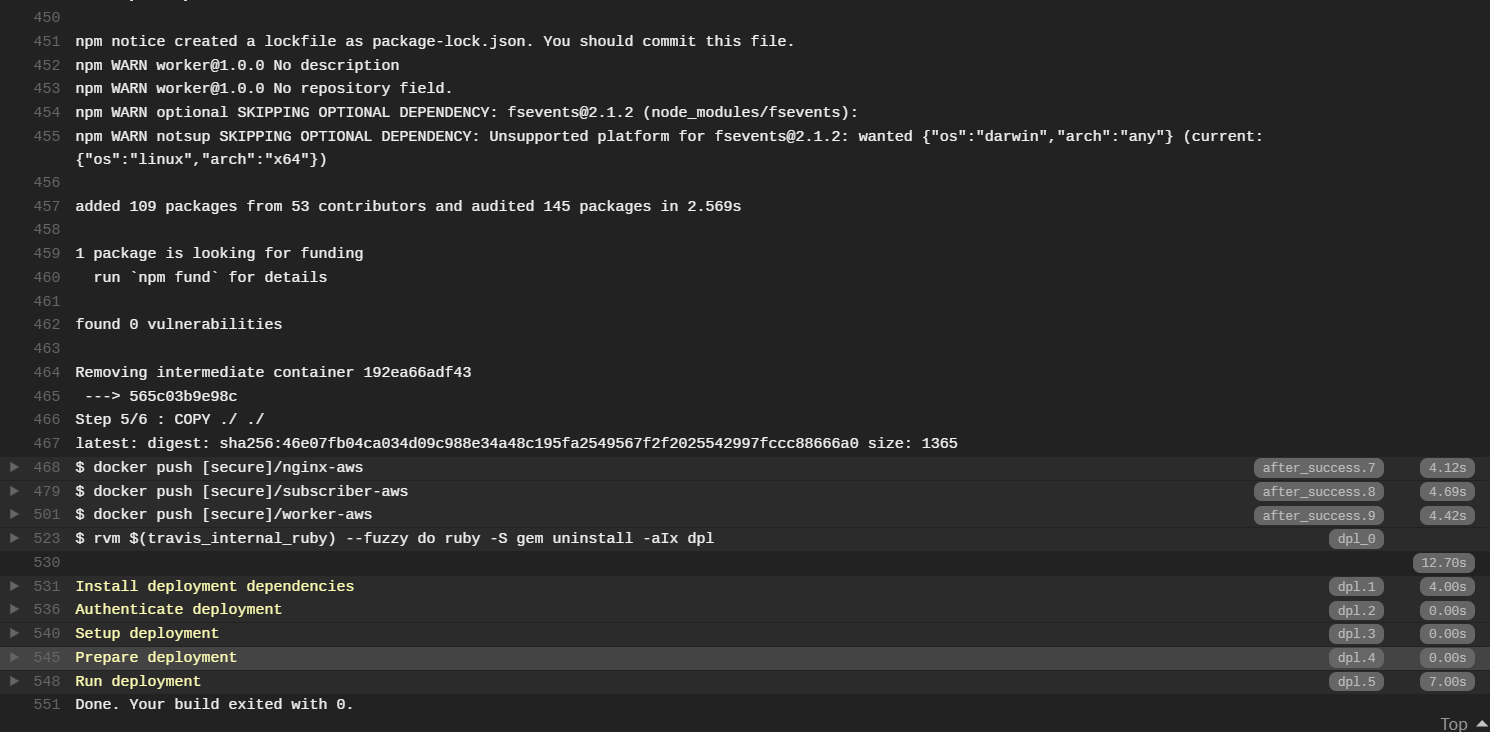 450
451 npm notice created a lockfile as package-lock.json. You should commit this file.
452 npm WARN worker@1.0.0 No description
453 npm WARN worker@1.0.0 No repository field.
454 npm WARN optional SKIPPING OPTIONAL DEPENDENCY: fsevents@2.1.2 (node_modules/fsevents):
455 npm WARN notsup SKIPPING OPTIONAL DEPENDENCY: Unsupported platform for fsevents@2.1.2: wanted {"os":"darwin","arch":"any"} (current:
{"os":"linux","arch":"x64"})
456
457 added 109 packages from 53 contributors and audited 145 packages in 2.569s
458
459 1 package is looking for funding
460   run `npm fund` for details
461
462 found 0 vulnerabilities
463
464 Removing intermediate container 192ea66adf43
465  ---> 565c03b9e98c
466 Step 5/6 : COPY ./ ./
467 latest: digest: sha256:46e07fb04ca034d09c988e34a48c195fa2549567f2f2025542997fccc88666a0 size: 1365
468 $ docker push [secure]/nginx-aws after_success.7 4.12s
479 $ docker push [secure]/subscriber-aws after_success.8 4.69s
501 $ docker push [secure]/worker-aws after_success.9 4.42s
523 $ rvm $(travis_internal_ruby) --fuzzy do ruby -S gem uninstall -aIx dpl dpl_0
530 12.70s
531 Install deployment dependencies dpl.1 4.00s
536 Authenticate deployment dpl.2 0.00s
540 Setup deployment dpl.3 0.00s
545 Prepare deployment dpl.4 0.00s
548 Run deployment dpl.5 7.00s
551 Done. Your build exited with 0.
Top